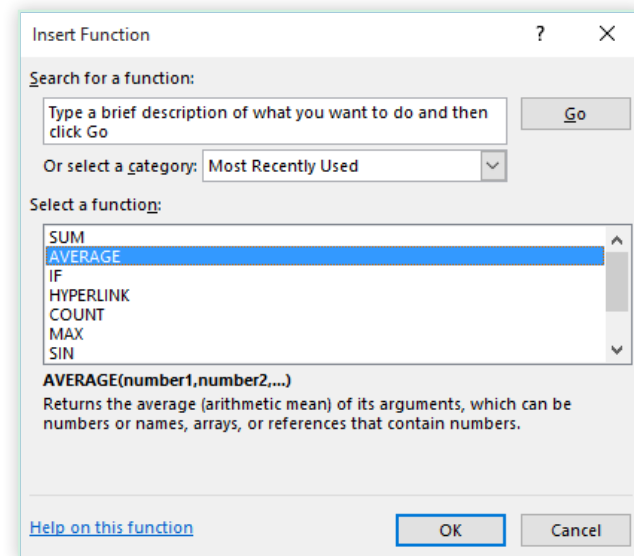 Insert Function ? ×
Search for a function:
Type a brief description of what you want to do and then
click Go
Go
Or select a category: Most Recently Used
Select a function:
SUM
AVERAGE
IF
HYPERLINK
COUNT
MAX
SIN
AVERAGE(number1,number2,...)
Returns the average (arithmetic mean) of its arguments, which can be
numbers or names, arrays, or references that contain numbers.
Help on this function
OK
Cancel